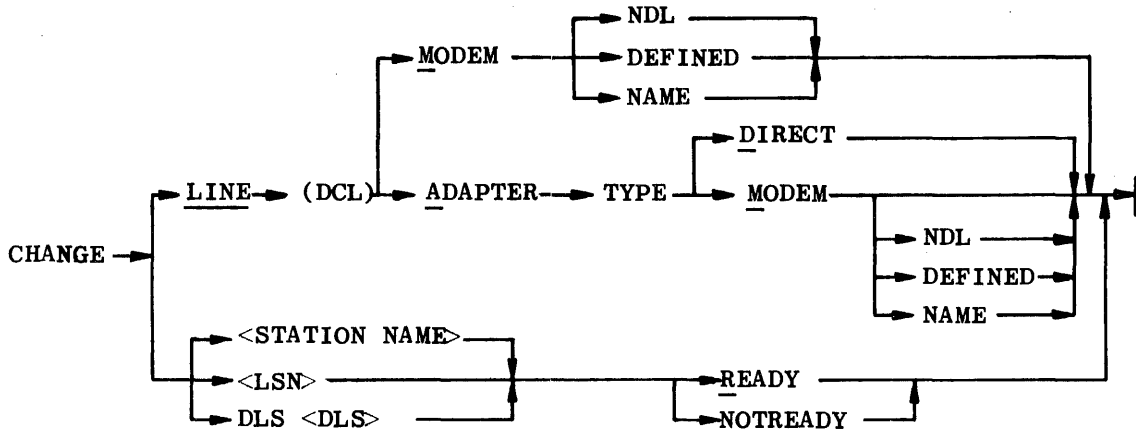 NDL
MODEM DEFINED
NAME
DIRECT
LINE (DCL) ADAPTER TYPE MODEM
CHANGE NDL
DEFINED
NAME
<STATION NAME>
<LSN> READY
DLS <DLS> NOTREADY